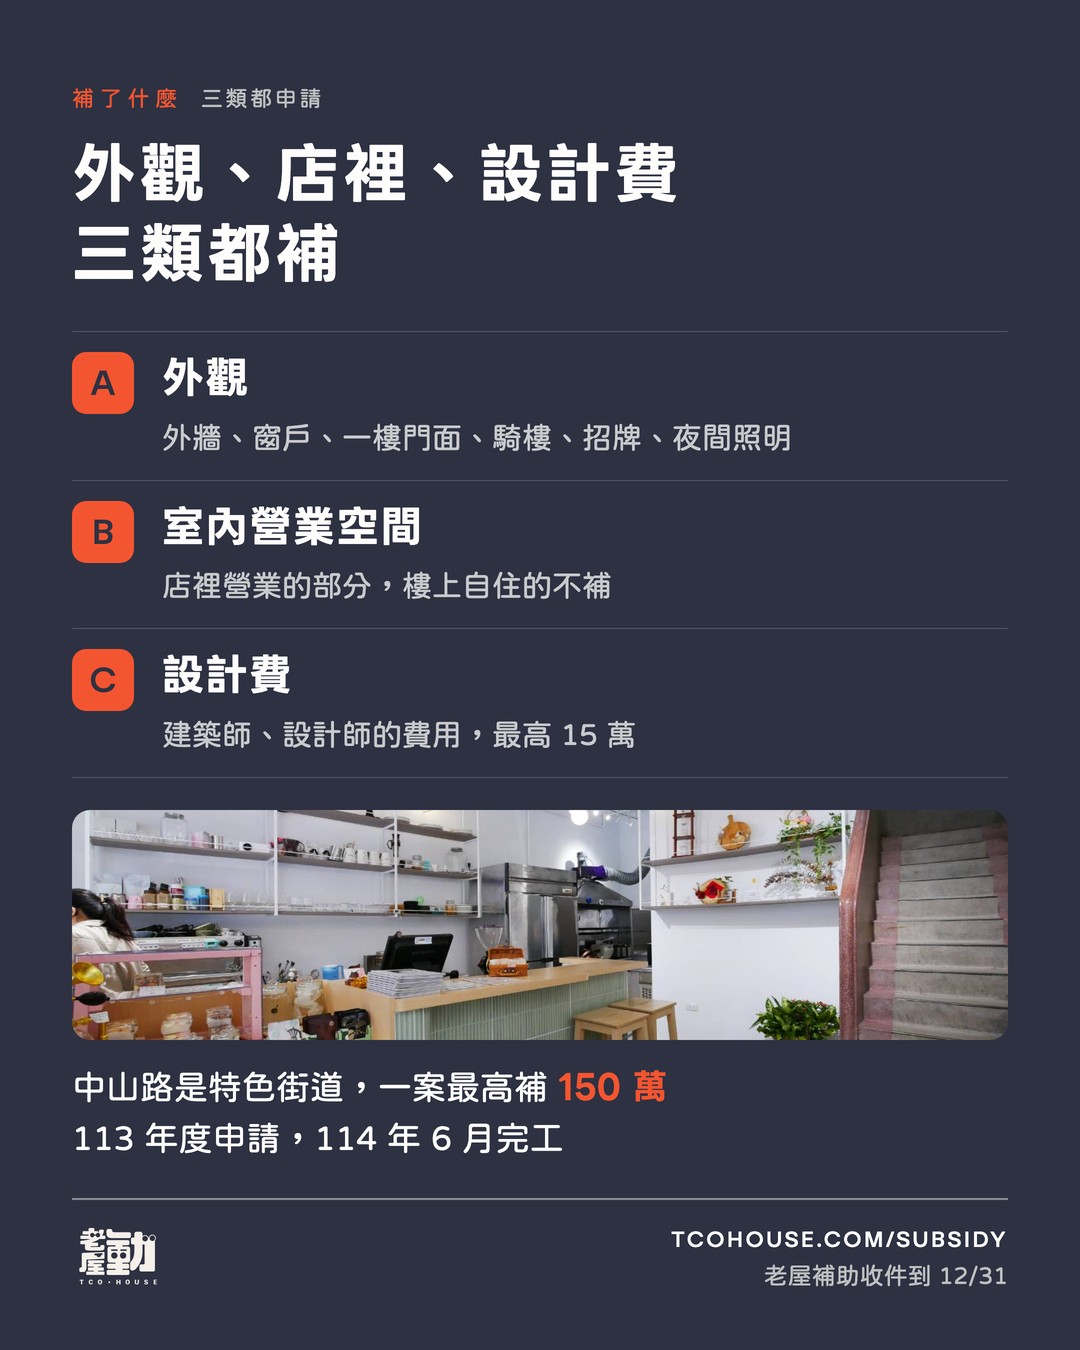 補了什麼 三類都申請
外觀、店裡、設計費
三類都補
A 外觀
外牆、窗戶、一樓門面、騎樓、招牌、夜間照明
B 室內營業空間
店裡營業的部分，樓上自住的不補
C 設計費
建築師、設計師的費用，最高 15 萬
中山路是特色街道，一案最高補 150 萬
113 年度申請，114 年 6 月完工
老屋動
TCO·HOUSE
TCOHOUSE.COM/SUBSIDY
老屋補助收件到 12/31